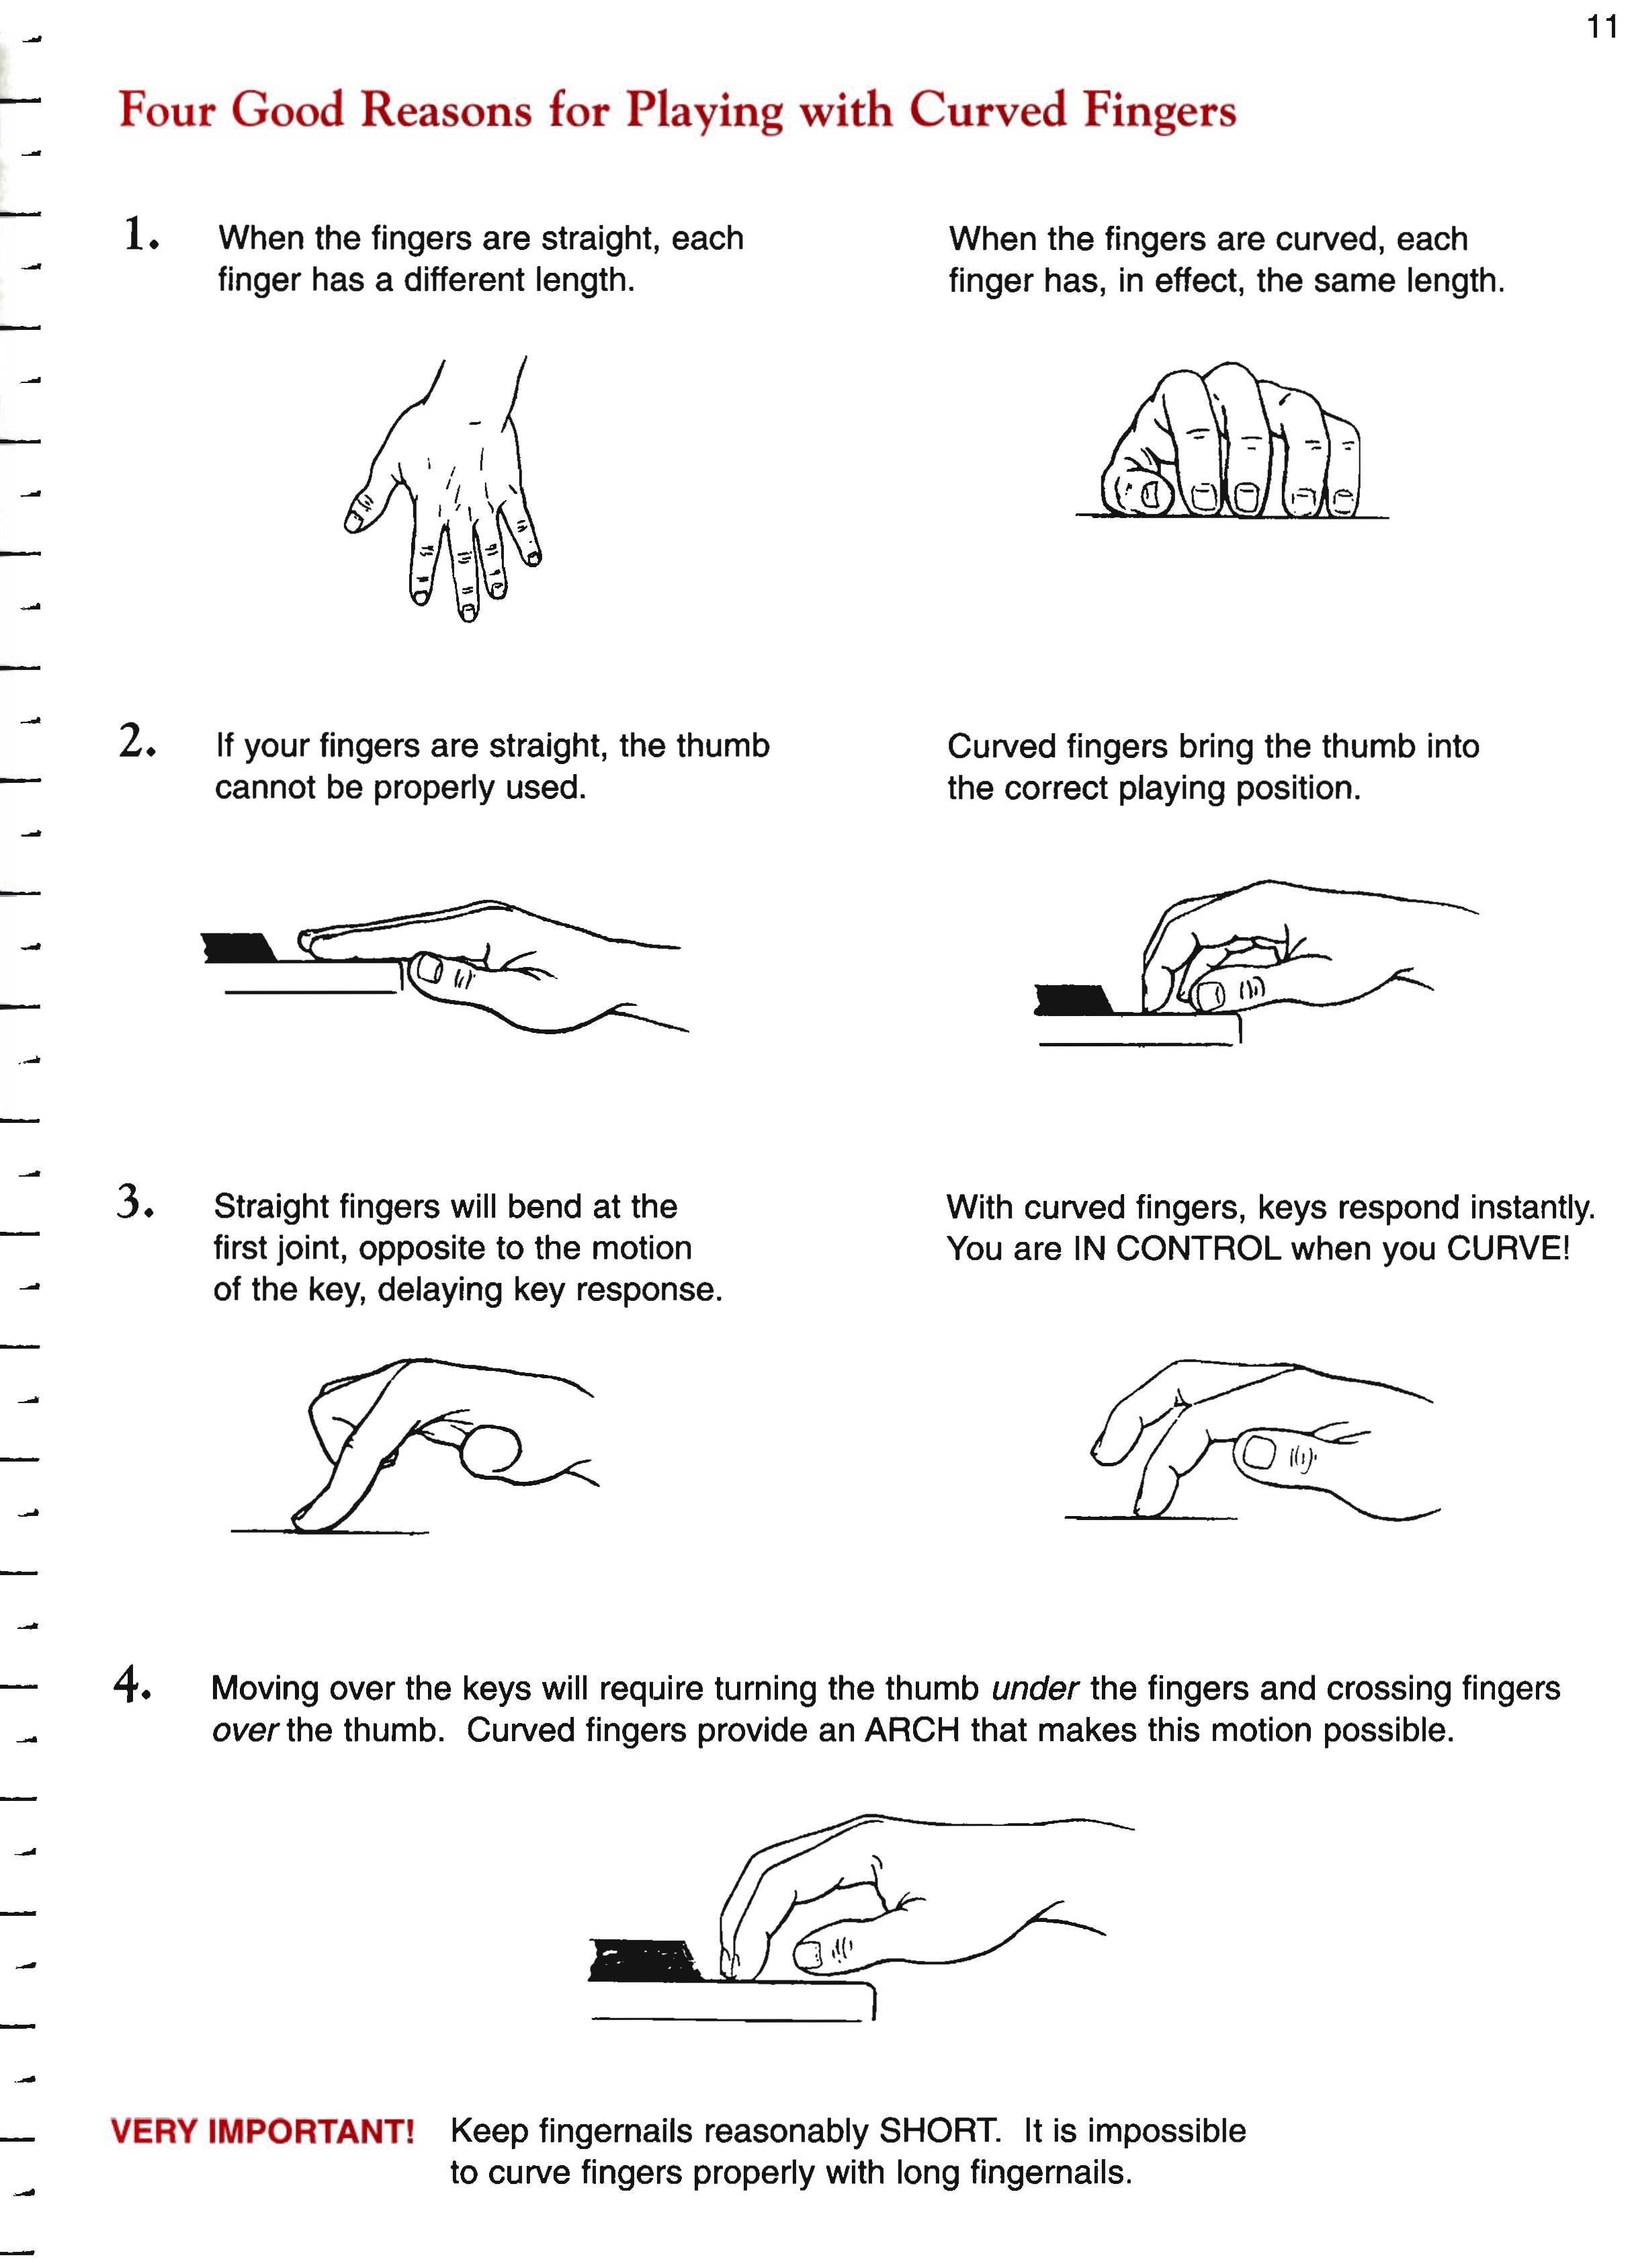 11
Four Good Reasons for Playing with Curved Fingers
1. When the fingers are straight, each
finger has a different length.
When the fingers are curved, each
finger has, in effect, the same length.
2. If your fingers are straight, the thumb
cannot be properly used.
Curved fingers bring the thumb into
the correct playing position.
3. Straight fingers will bend at the
first joint, opposite to the motion
of the key, delaying key response.
With curved fingers, keys respond instantly.
You are IN CONTROL when you CURVE!
4. Moving over the keys will require turning the thumb under the fingers and crossing fingers
over the thumb. Curved fingers provide an ARCH that makes this motion possible.
VERY IMPORTANT! Keep fingernails reasonably SHORT. It is impossible
to curve fingers properly with long fingernails.